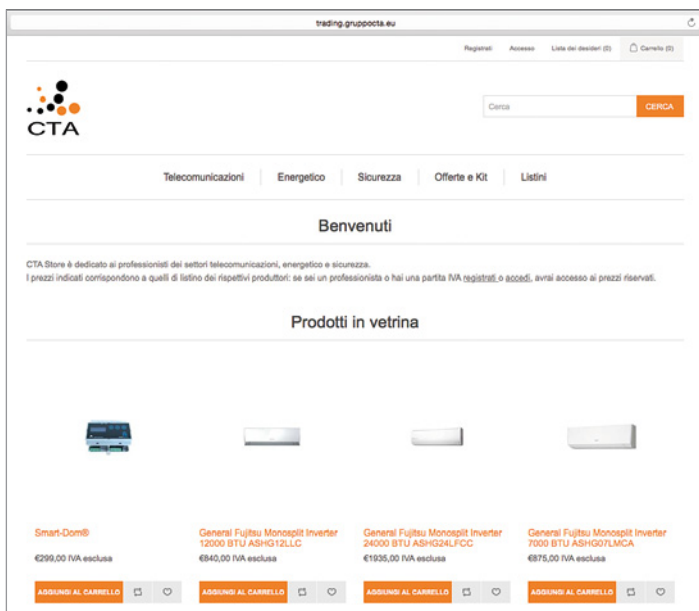 trading.gruppocta.eu
Registrati Accesso Lista dei desideri (0) Carrello (0)
CTA
Cerca CERCA
Telecomunicazioni Energetico Sicurezza Offerte e Kit Listini
Benvenuti
CTA Store è dedicato ai professionisti dei settori telecomunicazioni, energetico e sicurezza.
I prezzi indicati corrispondono a quelli di listino dei rispettivi produttori: se sei un professionista o hai una partita IVA registrati o accedi, avrai accesso ai prezzi riservati.
Prodotti in vetrina
Smart-Dom®
€299,00 IVA esclusa
AGGIUNGI AL CARRELLO
General Fujitsu Monosplit Inverter
12000 BTU ASHG12LLC
€840,00 IVA esclusa
AGGIUNGI AL CARRELLO
General Fujitsu Monosplit Inverter
24000 BTU ASHG24LFCC
€1935,00 IVA esclusa
AGGIUNGI AL CARRELLO
General Fujitsu Monosplit Inverter
7000 BTU ASHG07LMCA
€875,00 IVA esclusa
AGGIUNGI AL CARRELLO